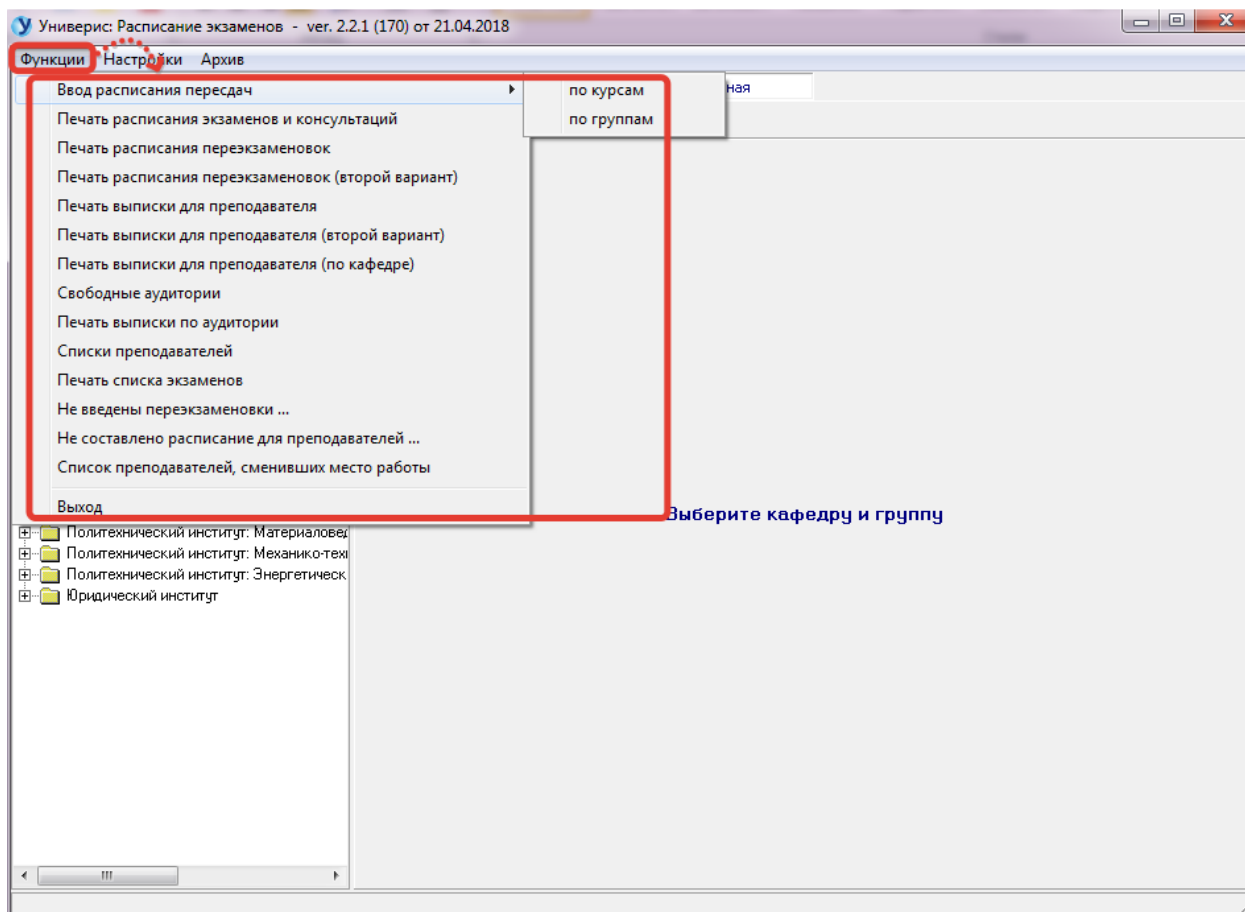 Универис: Расписание экзаменов - ver. 2.2.1 (170) от 21.04.2018
Функции Настройки Архив
Ввод расписания пересдач
по курсам
ная
Печать расписания экзаменов и консультаций
по группам
Печать расписания переэкзаменовок
Печать расписания переэкзаменовок (второй вариант)
Печать выписки для преподавателя
Печать выписки для преподавателя (второй вариант)
Печать выписки для преподавателя (по кафедре)
Свободные аудитории
Печать выписки по аудитории
Списки преподавателей
Печать списка экзаменов
Не введены переэкзаменовки ...
Не составлено расписание для преподавателей ...
Список преподавателей, сменивших место работы
Выход
Выберите кафедру и группу
Политехнический институт: Материаловед
Политехнический институт: Механико-техн
Политехнический институт: Энергетическ
Юридический институт